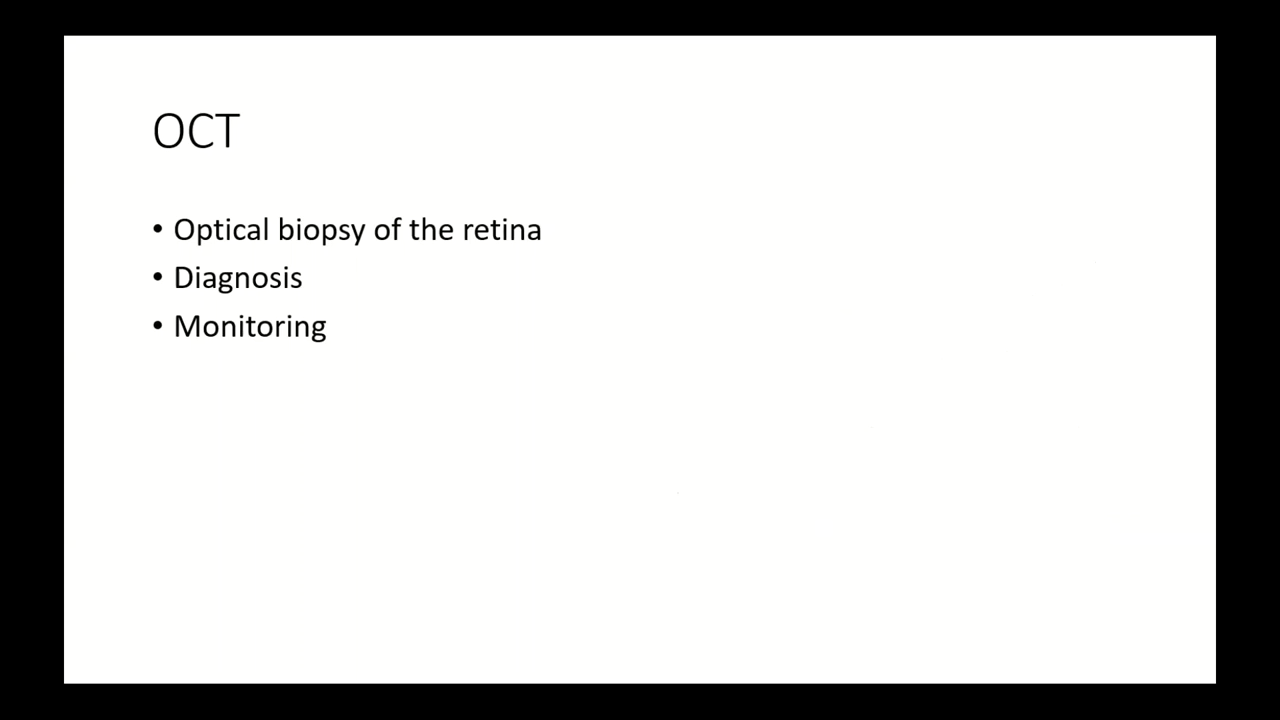 OCT
• Optical biopsy of the retina
• Diagnosis
• Monitoring